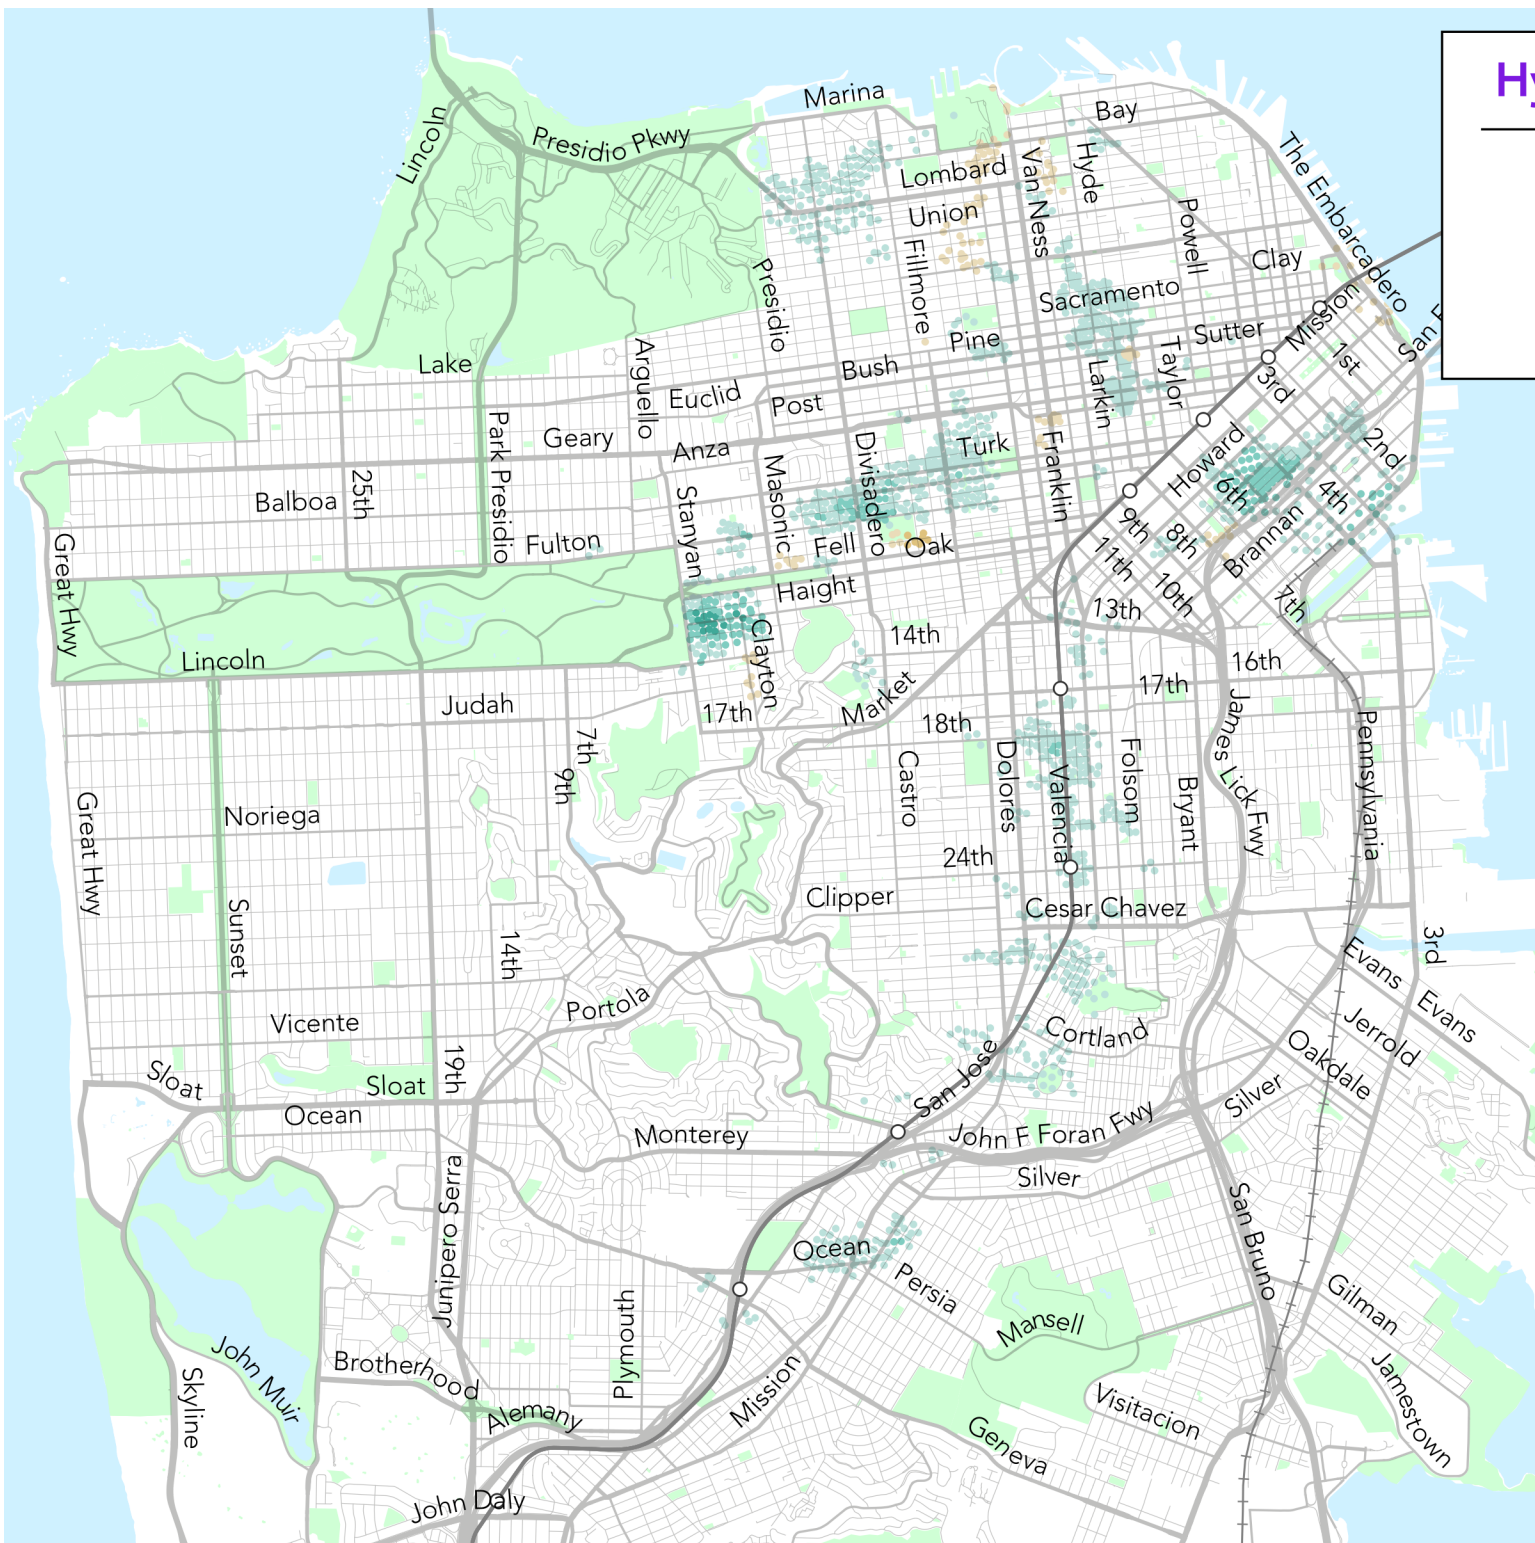 Hy
Marina
Bay
Lincoln
Presidio Pkwy
Lombard
Van Ness
Hyde
The Embarcadero
Union
Powell
Fillmore
Clay
Presidio
Sacramento
Mission
Pine
Sutter
1st
San F
Lake
Arguello
Bush
Larkin
Taylor
3rd
Euclid
Post
Park Presidio
Geary
Anza
Divisadero
Turk
Franklin
Howard
2nd
Balboa
25th
Stanyan
Masonic
6th
4th
Great Hwy
Fulton
Fell
Oak
9th
8th
Brannan
11th
Haight
10th
7th
13th
Clayton
14th
Lincoln
16th
Market
17th
James Lick Fwy
Judah
17th
18th
Pennsylvania
7th
9th
Castro
Dolores
Valencia
Folsom
Bryant
Great Hwy
Noriega
24th
Clipper
Cesar Chavez
Sunset
14th
3rd
Evans
Evans
Portola
Vicente
Cortland
Jerrold
Oakdale
19th
San Jose
Sloat
Sloat
Silver
Ocean
Monterey
John F Foran Fwy
Silver
Junipero Serra
San Bruno
Ocean
Persia
Plymouth
Mansell
Gilman
John Muir
Brotherhood
Skyline
Mission
Jamestown
Alemany
Visitacion
Geneva
John Daly